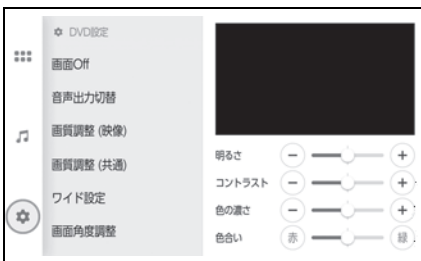 DVD設定
画面Off
音声出力切替
画質調整 (映像)
画質調整 (共通)
ワイド設定
画面角度調整
明るさ
コントラスト
色の濃さ
色合い 赤 緑